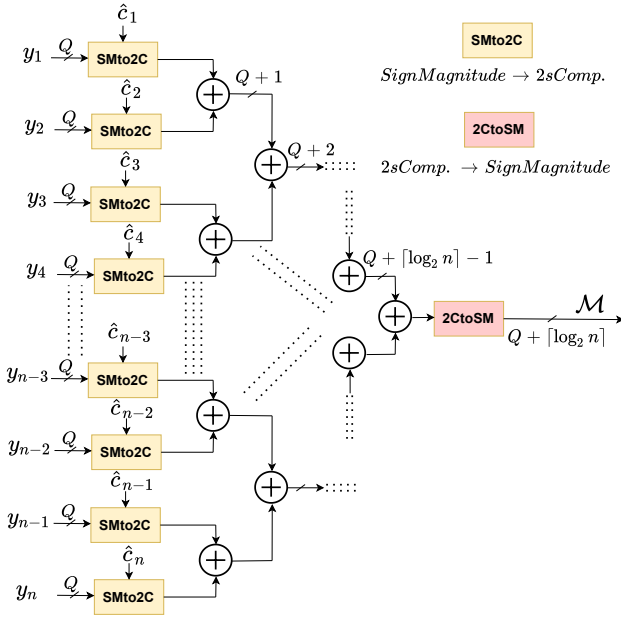 ĉ₁
y₁ Q SMto2C
Q + 1
ĉ₂
y₂ Q SMto2C
Q + 2
ĉ₃
y₃ Q SMto2C
ĉ₄
y₄ Q SMto2C
SMto2C
SignMagnitude → 2sComp.
2CtoSM
2sComp. → SignMagnitude
Q + ⌈log₂ n⌉ − 1
2CtoSM
ℳ
Q + ⌈log₂ n⌉
ĉₙ₋₃
yₙ₋₃ Q SMto2C
ĉₙ₋₂
yₙ₋₂ Q SMto2C
ĉₙ₋₁
yₙ₋₁ Q SMto2C
ĉₙ
yₙ Q SMto2C